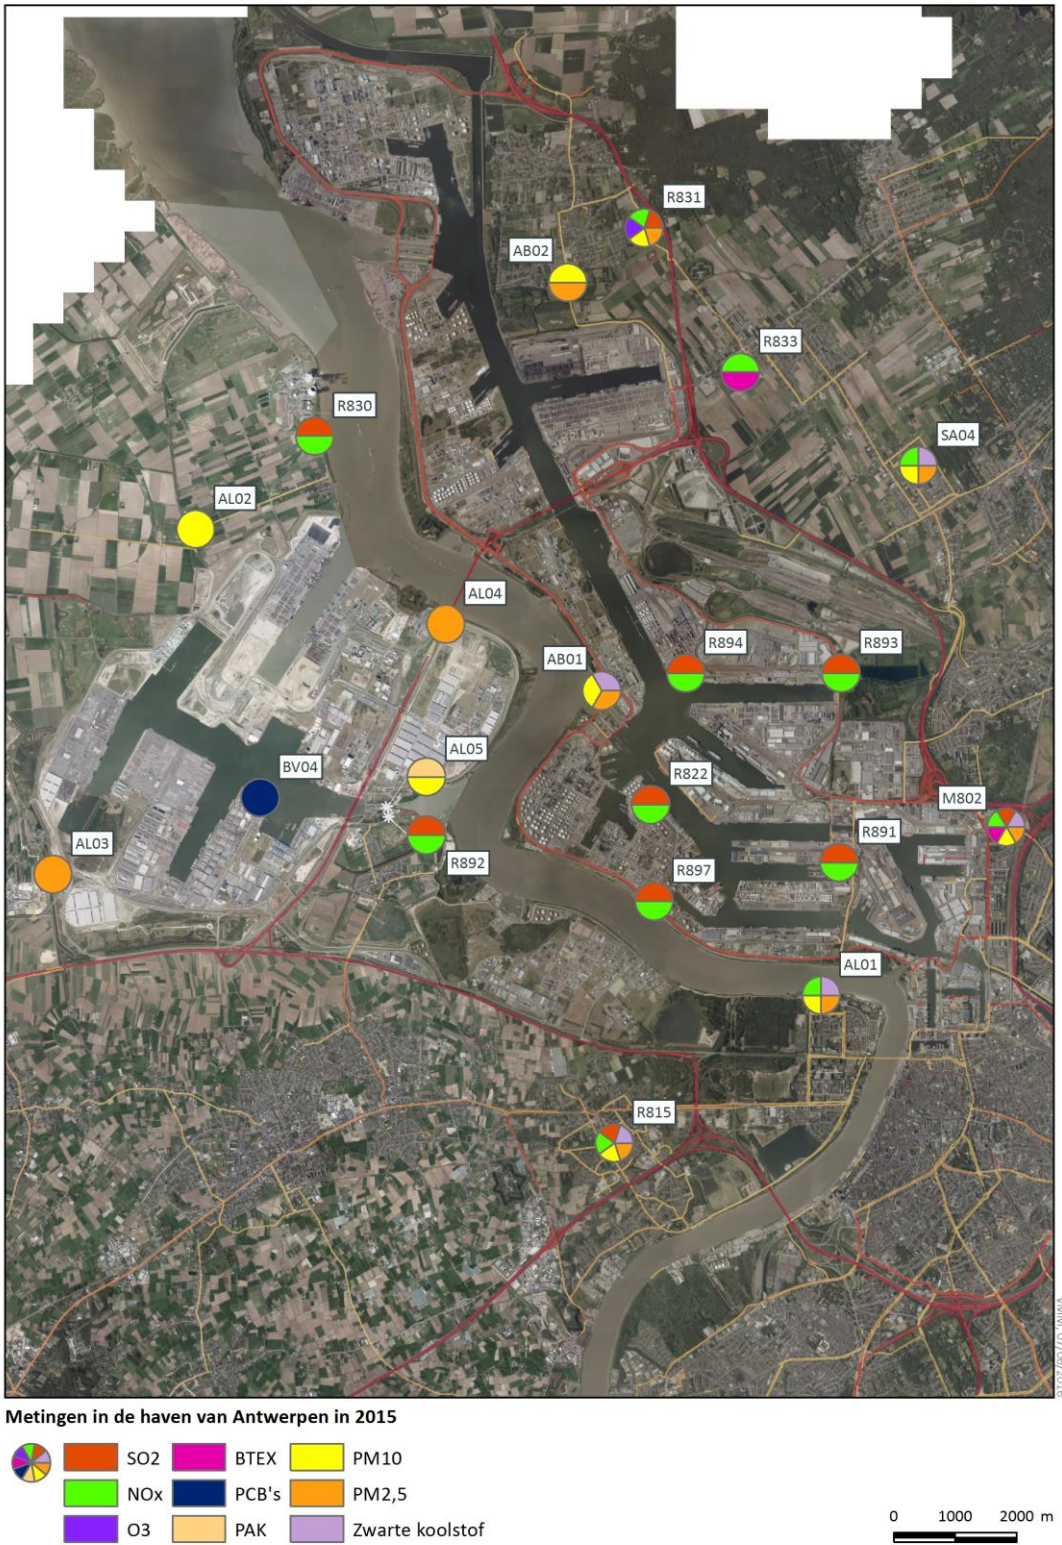 R831
AB02
R833
R830
SA04
AL02
AL04
AB01
R894
R893
AL05
BV04
R822
M802
AL03
R892
R891
R897
AL01
R815
Metingen in de haven van Antwerpen in 2015
SO2 BTEX PM10
NOx PCB's PM2,5
O3 PAK Zwarte koolstof
0 1000 2000 m